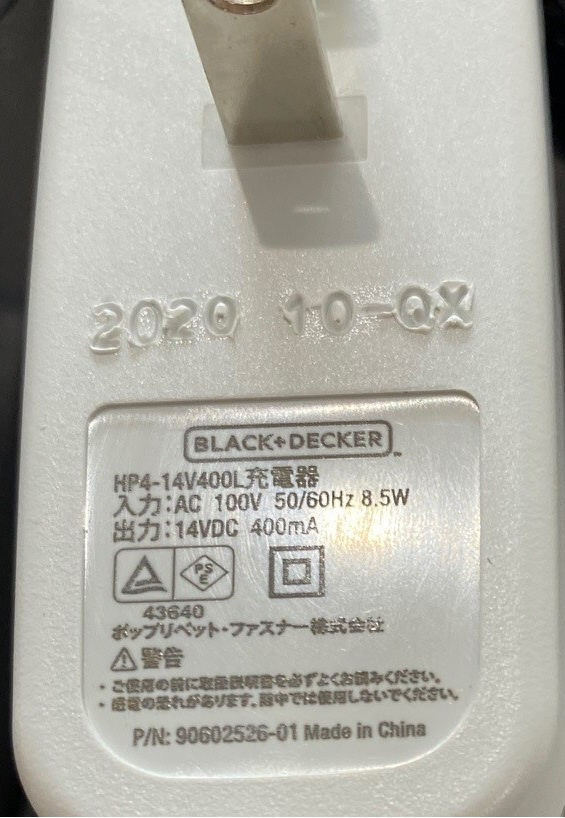 2020 10-QX
BLACK+DECKER™
HP4-14V400L充電器
入力:AC 100V 50/60Hz 8.5W
出力:14VDC 400mA
PSE
43640
ポップリベット・ファスナー株式会社
⚠警告
・ご使用の前に取扱説明書を必ずよくお読みください。
・感電の恐れがあります。雨中では使用しないでください。
P/N: 90602526-01 Made in China